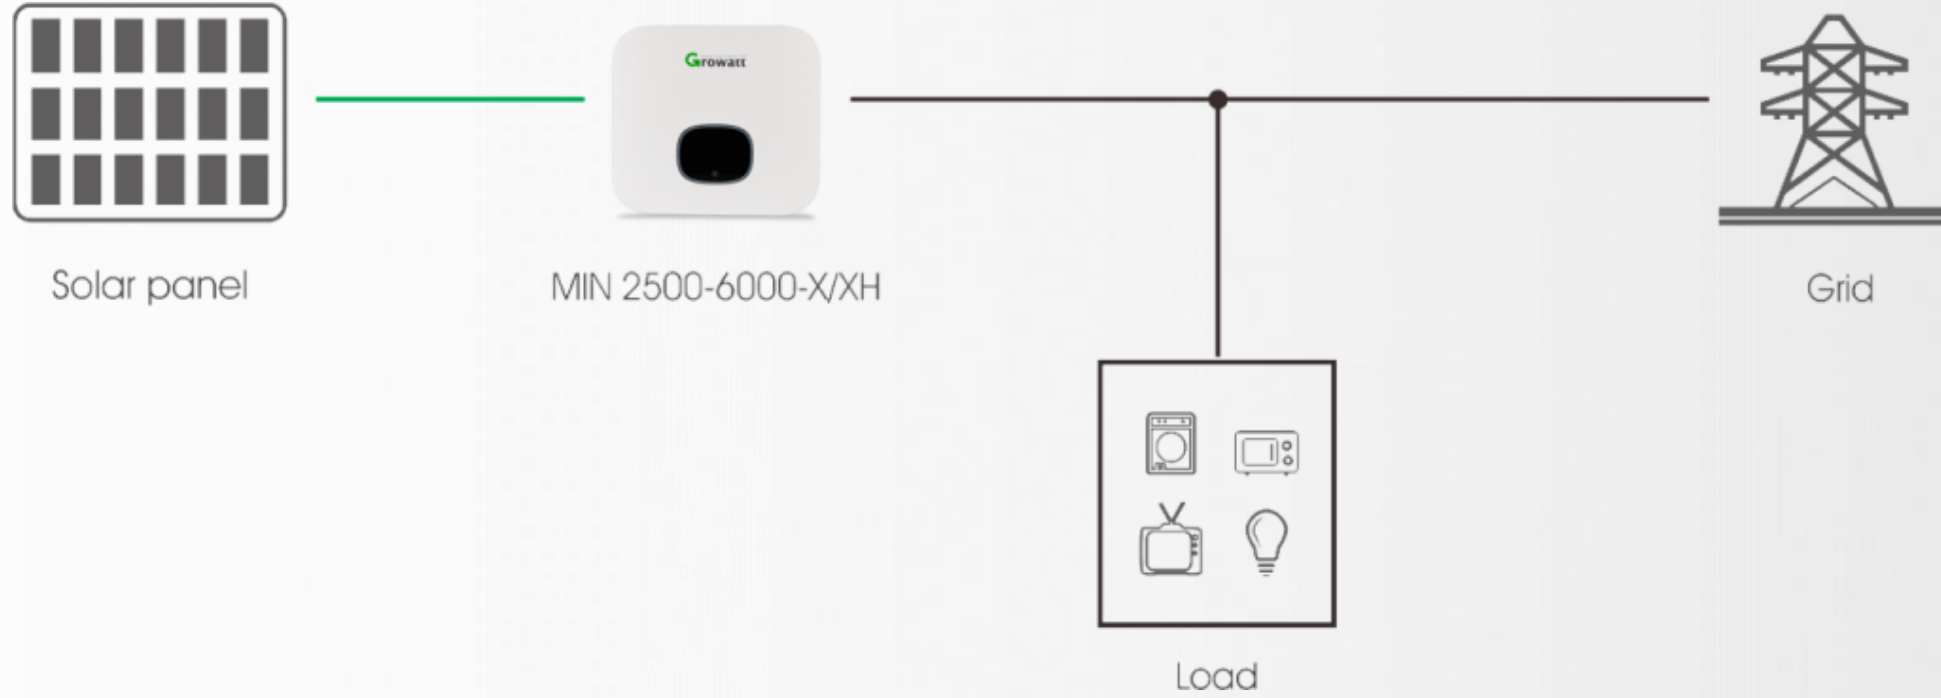 Growatt
Solar panel
MIN 2500-6000-X/XH
Grid
Load